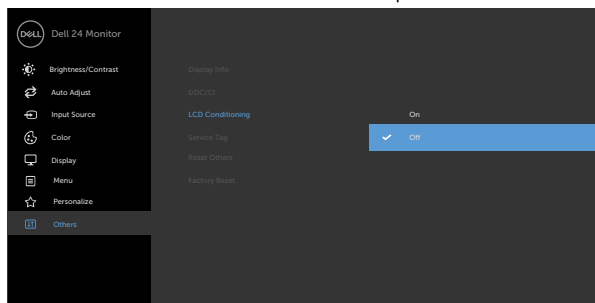 DELL Dell 24 Monitor
Brightness/Contrast Display Info
Auto Adjust DDC/CI
Input Source LCD Conditioning On
Color Service Tag Off
Display Reset Others
Menu Factory Reset
Personalize
Others